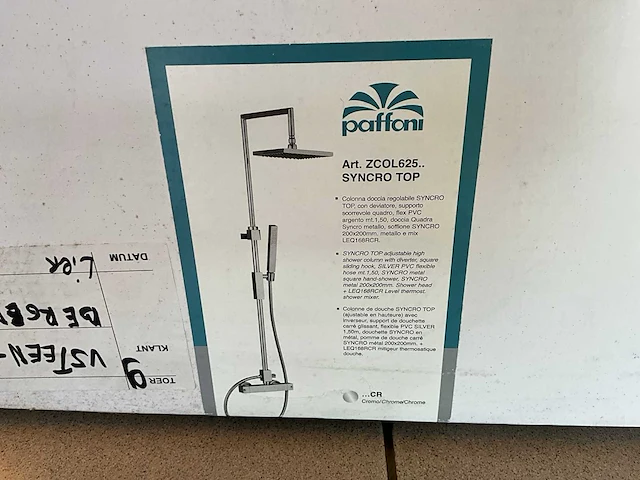 paffoni
Art. ZCOL625..
SYNCRO TOP
• Colonna doccia regolabile SYNCRO
TOP, con deviatore, supporto
scorrevole quadro, flex PVC
argento mt.1,50, doccia Quadra
Syncro metallo, soffione SYNCRO
200x200mm. metallo e mix
LEQ168RCR.
• SYNCRO TOP adjustable high
shower column with diverter, square
sliding hook, SILVER PVC flexible
hose mt.1,50, SYNCRO metal
square hand-shower, SYNCRO
metal 200x200mm. Shower head
+ LEQ168RCR Level thermost.
shower mixer.
• Colonne de douche SYNCRO TOP
(ajustable en hauteur) avec
inverseur, support de douchette
carré glissant, flexible PVC SILVER
1,50m, douchette SYNCRO en
métal, pomme de douche carré
SYNCRO métal 200x200mm. +
LEQ168RCR mitigeur thermostatique
douche.
...CR
Cromo/Chrome/Chrome
TOER 9
KLANT
VSTEEN-
DATUM
Lier